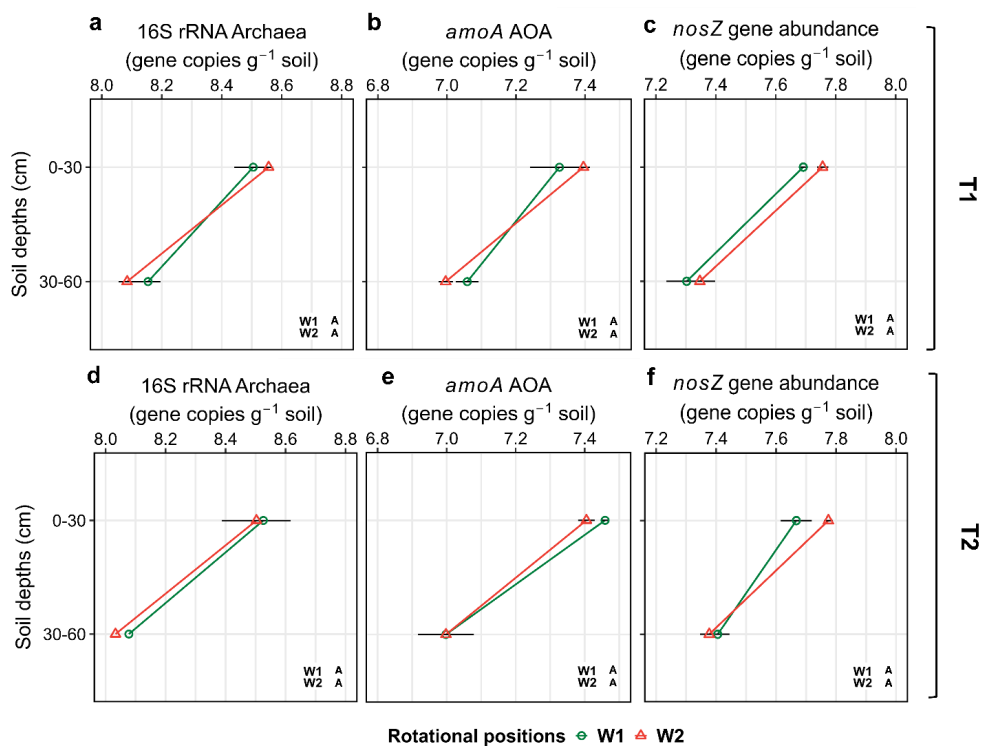 a 16S rRNA Archaea b amoA AOA c nosZ gene abundance
(gene copies g⁻¹ soil) (gene copies g⁻¹ soil) (gene copies g⁻¹ soil)
8.0 8.2 8.4 8.6 8.8 6.8 7.0 7.2 7.4 7.2 7.4 7.6 7.8 8.0
0-30
30-60
Soil depths (cm)
W1 A W1 A W1 A
W2 A W2 A W2 A
T1
d 16S rRNA Archaea e amoA AOA f nosZ gene abundance
(gene copies g⁻¹ soil) (gene copies g⁻¹ soil) (gene copies g⁻¹ soil)
8.0 8.2 8.4 8.6 8.8 6.8 7.0 7.2 7.4 7.2 7.4 7.6 7.8 8.0
0-30
30-60
Soil depths (cm)
W1 A W1 A W1 A
W2 A W2 A W2 A
T2
Rotational positions W1 W2